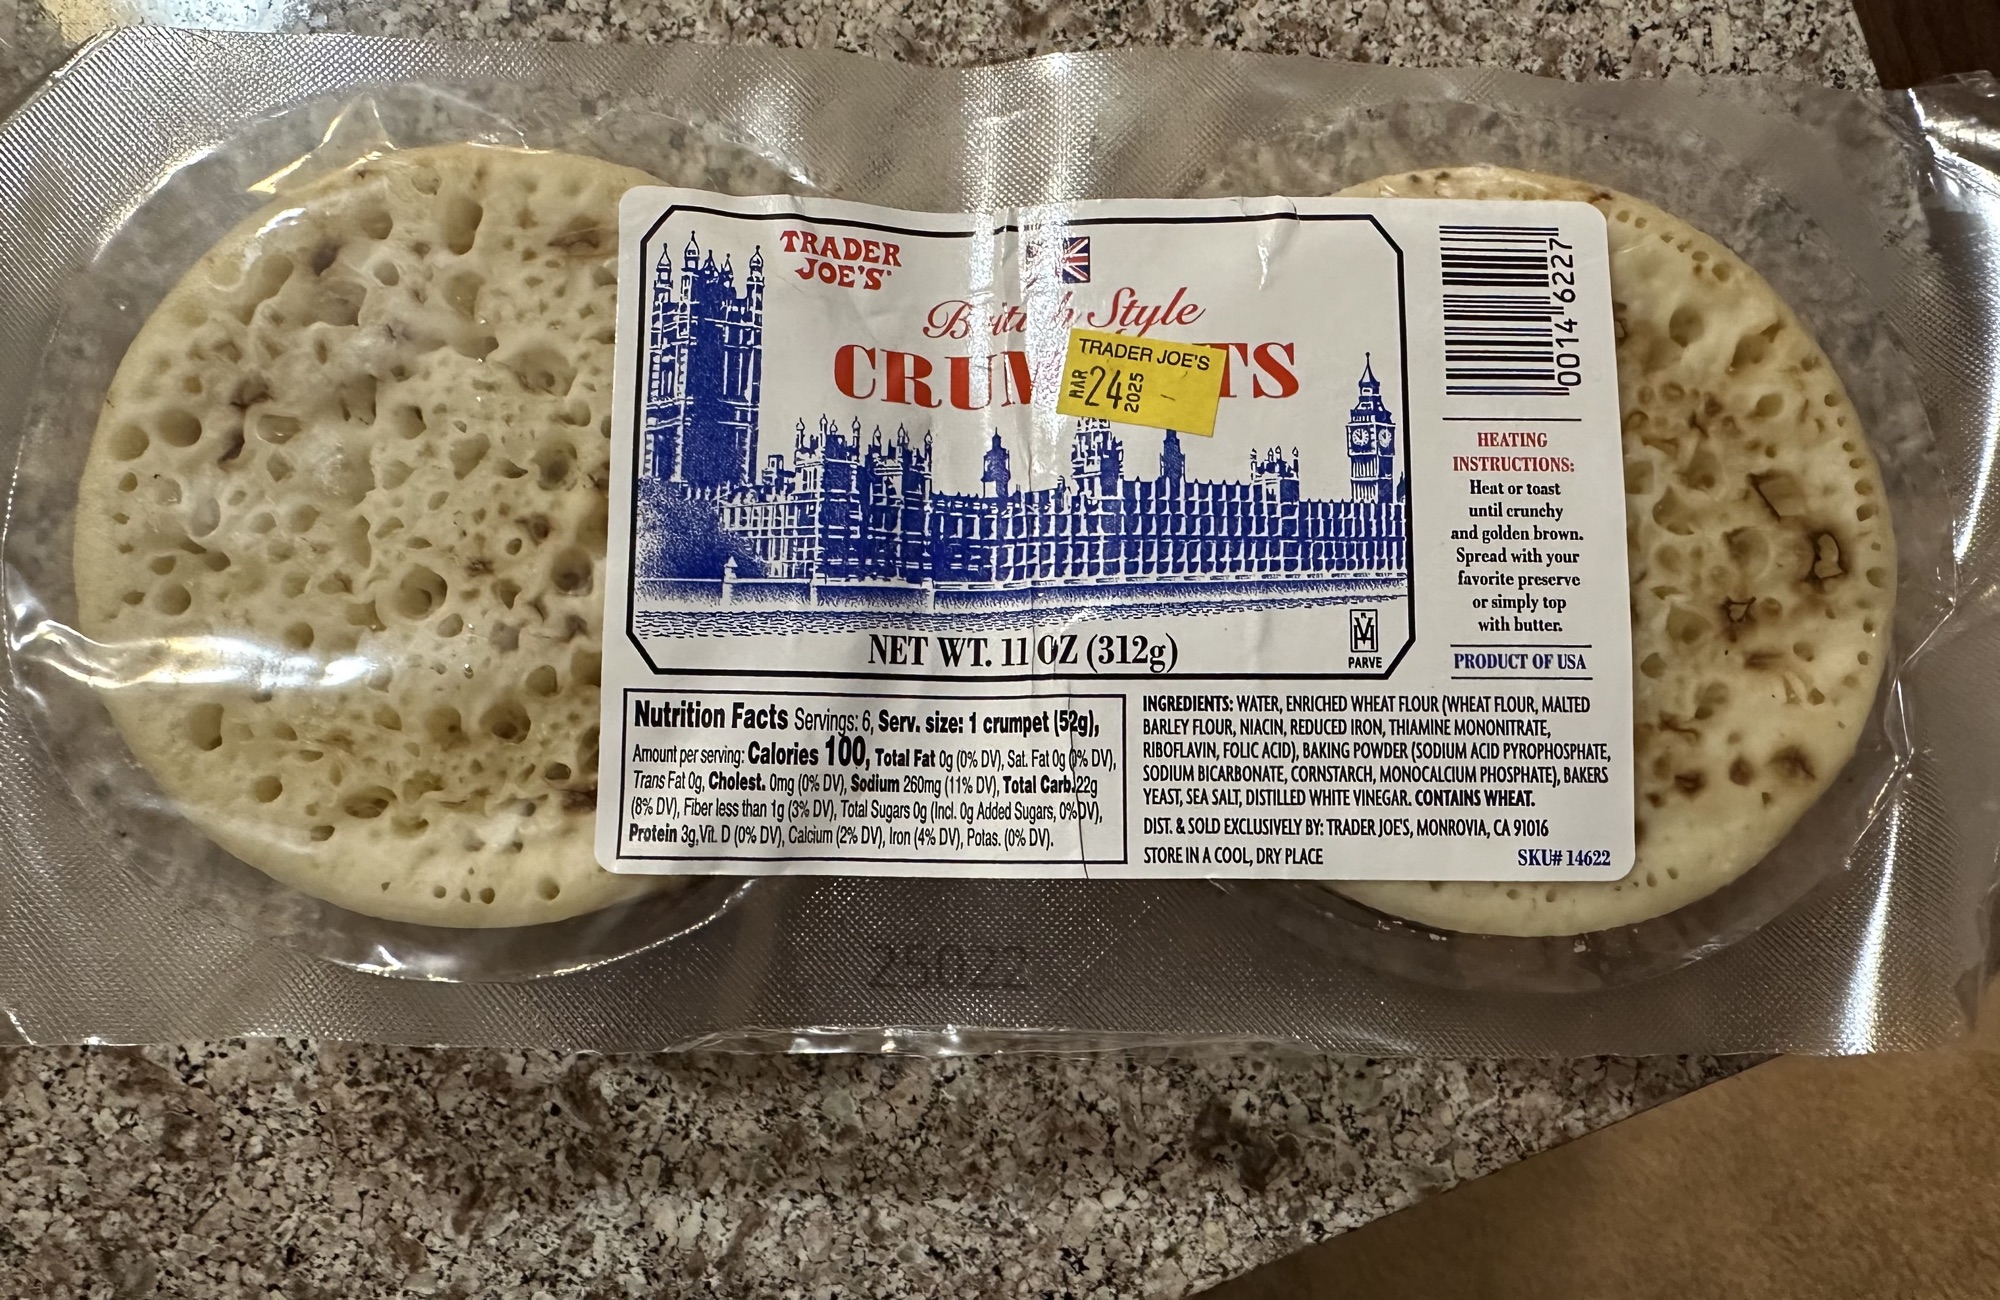 TRADER
JOE'S
Style
TRADER JOE'S
MAR 24 2025
NET WT. 11 OZ (312g)
PARVE
00146227
HEATING
INSTRUCTIONS:
Heat or toast
until crunchy
and golden brown.
Spread with your
favorite preserve
or simply top
with butter.
PRODUCT OF USA
Nutrition Facts Servings: 6, Serv. size: 1 crumpet (52g),
Amount per serving: Calories 100, Total Fat 0g (0% DV), Sat. Fat 0g (0% DV),
Trans Fat 0g, Cholest. 0mg (0% DV), Sodium 260mg (11% DV), Total Carb. 22g
(8% DV), Fiber less than 1g (3% DV), Total Sugars 0g (Incl. 0g Added Sugars, 0% DV),
Protein 3g, Vit. D (0% DV), Calcium (2% DV), Iron (4% DV), Potas. (0% DV).
INGREDIENTS: WATER, ENRICHED WHEAT FLOUR (WHEAT FLOUR, MALTED
BARLEY FLOUR, NIACIN, REDUCED IRON, THIAMINE MONONITRATE,
RIBOFLAVIN, FOLIC ACID), BAKING POWDER (SODIUM ACID PYROPHOSPHATE,
SODIUM BICARBONATE, CORNSTARCH, MONOCALCIUM PHOSPHATE), BAKERS
YEAST, SEA SALT, DISTILLED WHITE VINEGAR. CONTAINS WHEAT.
DIST. & SOLD EXCLUSIVELY BY: TRADER JOE'S, MONROVIA, CA 91016
STORE IN A COOL, DRY PLACE
SKU# 14622
25022